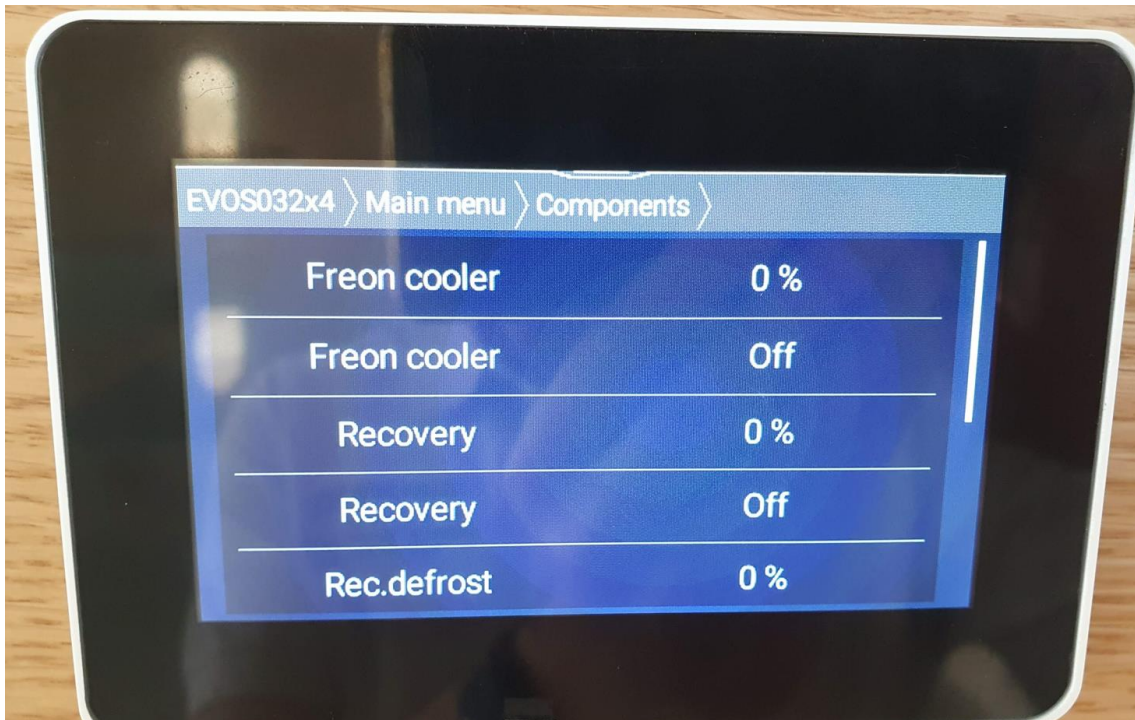 EVOS032x4 Main menu Components
Freon cooler 0 %
Freon cooler Off
Recovery 0 %
Recovery Off
Rec.defrost 0 %